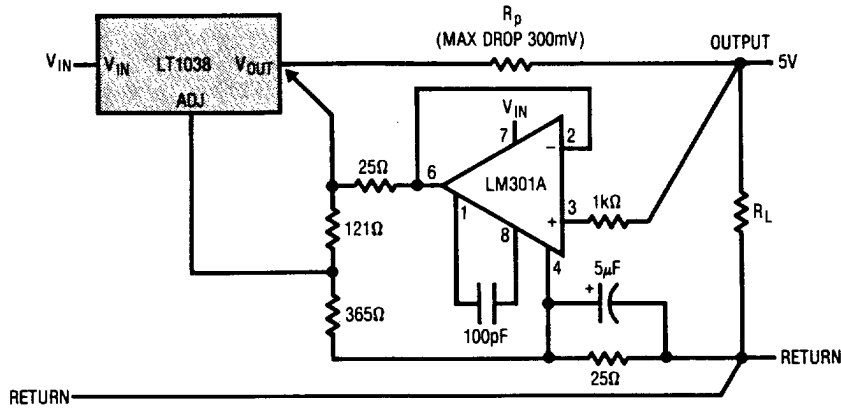 Rp
(MAX DROP 300mV)
OUTPUT
5V
VIN
VIN
LT1038
VOUT
ADJ
VIN
7
2
−
25Ω
6
LM301A
1
8
3
+
1kΩ
4
RL
121Ω
5µF
+
365Ω
100pF
25Ω
RETURN
RETURN